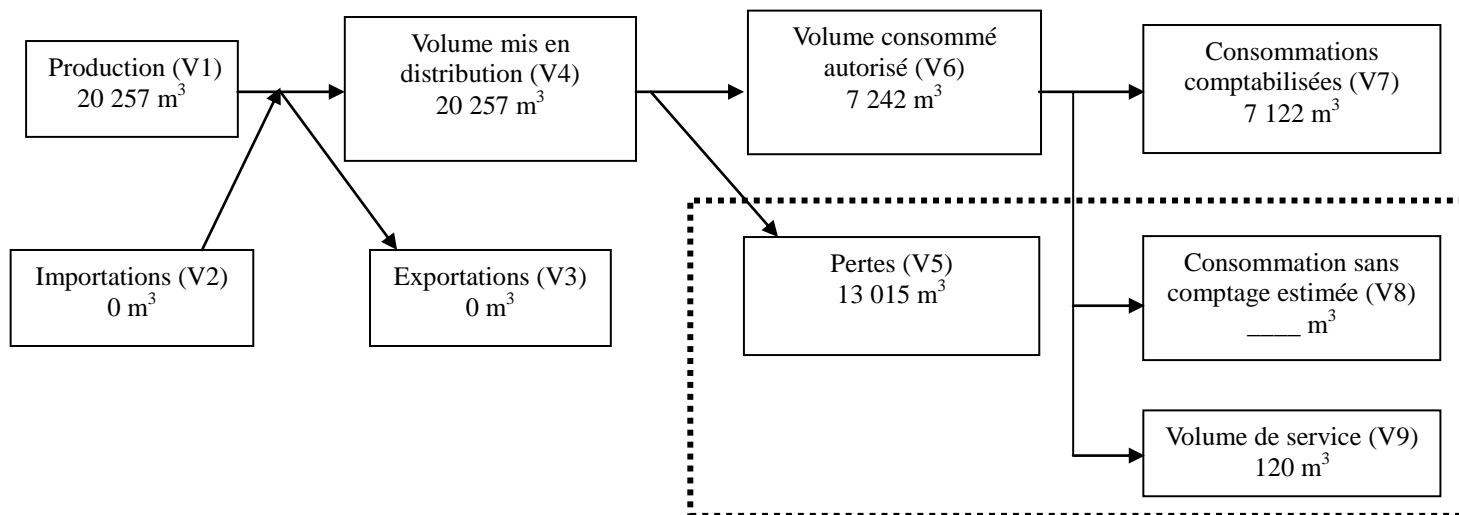 Production (V1)
20 257 m³
Volume mis en
distribution (V4)
20 257 m³
Volume consommé
autorisé (V6)
7 242 m³
Consommations
comptabilisées (V7)
7 122 m³
Importations (V2)
0 m³
Exportations (V3)
0 m³
Pertes (V5)
13 015 m³
Consommation sans
comptage estimée (V8)
____ m³
Volume de service (V9)
120 m³